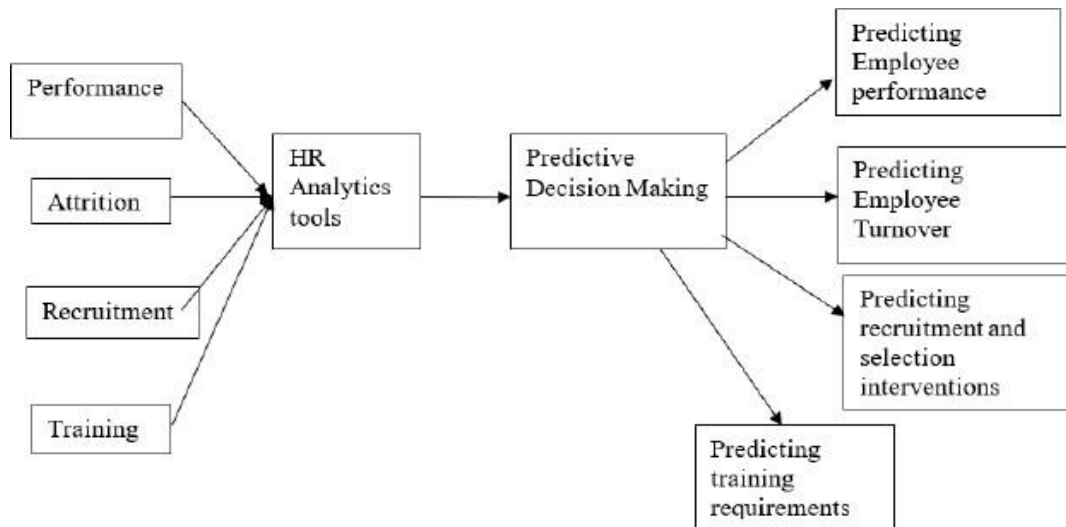 Performance
Attrition
Recruitment
Training
HR
Analytics
tools
Predictive
Decision Making
Predicting
Employee
performance
Predicting
Employee
Turnover
Predicting
recruitment and
selection
interventions
Predicting
training
requirements